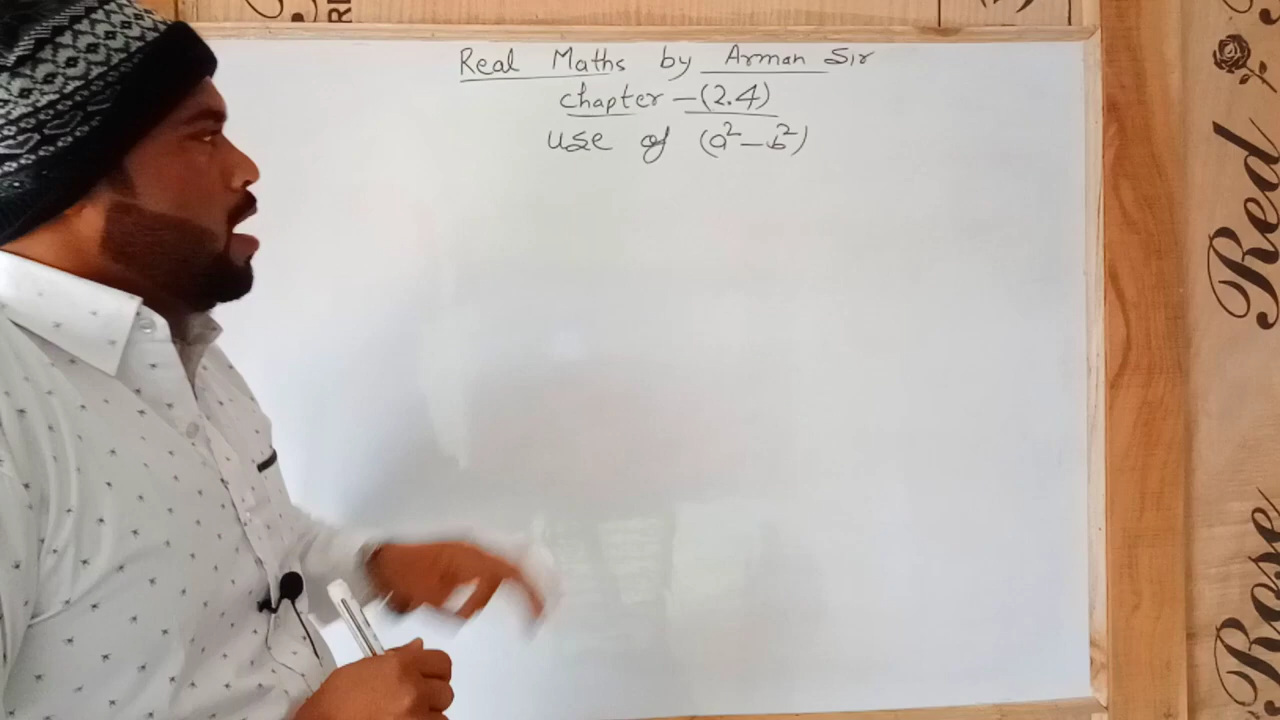 Real Maths by Arman Sir
chapter - (2.4)
use of (a² - b²)
Red
Rose